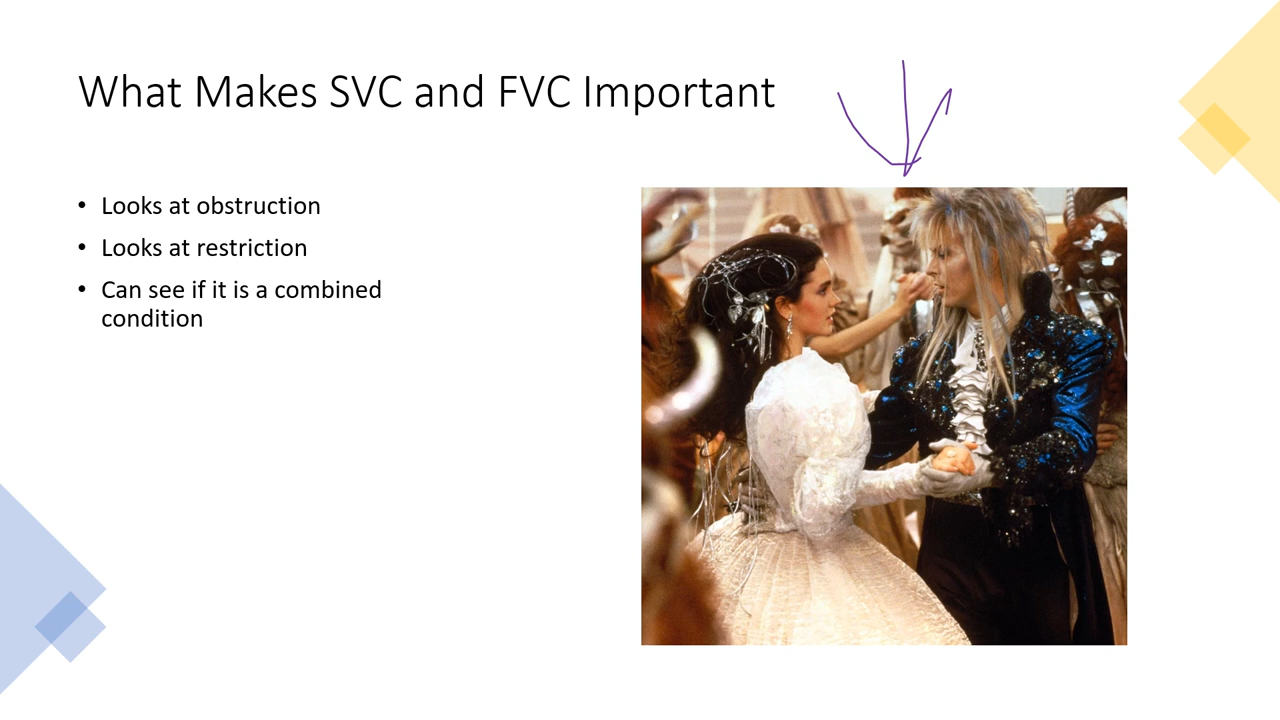 What Makes SVC and FVC Important
• Looks at obstruction
• Looks at restriction
• Can see if it is a combined
condition